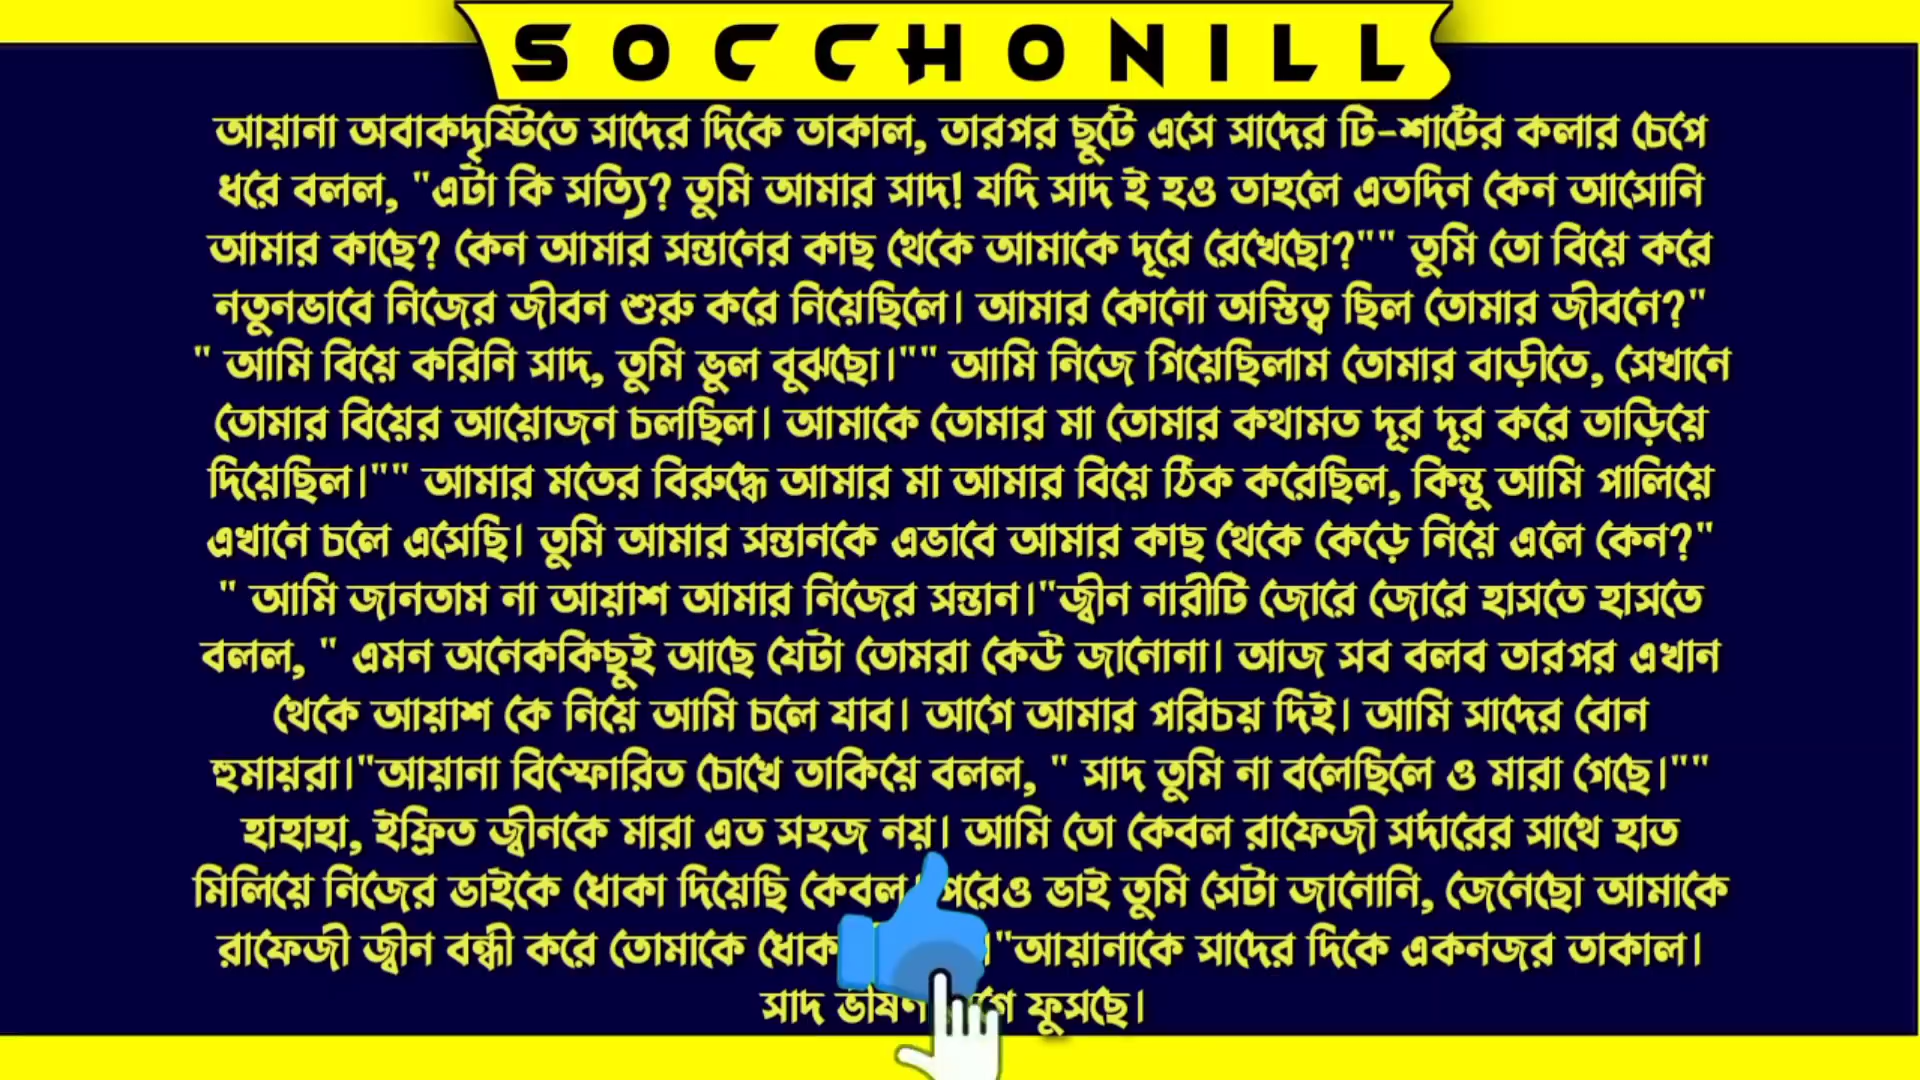 SOCCHONILL
আয়ানা অবাকদৃষ্টিতে সাদের দিকে তাকাল, তারপর ছুটে এসে সাদের টি-শার্টের কলার চেপে
ধরে বলল, "এটা কি সত্যি? তুমি আমার সাদ! যদি সাদ ই হও তাহলে এতদিন কেন আসোনি
আমার কাছে? কেন আমার সন্তানের কাছ থেকে আমাকে দূরে রেখেছো?"" তুমি তো বিয়ে করে
নতুনভাবে নিজের জীবন শুরু করে নিয়েছিলে। আমার কোনো অস্তিত্ব ছিল তোমার জীবনে?"
" আমি বিয়ে করিনি সাদ, তুমি ভুল বুঝছো।"" আমি নিজে গিয়েছিলাম তোমার বাড়ীতে, সেখানে
তোমার বিয়ের আয়োজন চলছিল। আমাকে তোমার মা তোমার কথামত দূর দূর করে তাড়িয়ে
দিয়েছিল।"" আমার মতের বিরুদ্ধে আমার মা আমার বিয়ে ঠিক করেছিল, কিন্তু আমি পালিয়ে
এখানে চলে এসেছি। তুমি আমার সন্তানকে এভাবে আমার কাছ থেকে কেড়ে নিয়ে এলে কেন?"
" আমি জানতাম না আয়াশ আমার নিজের সন্তান।"জ্বীন নারীটি জোরে জোরে হাসতে হাসতে
বলল, " এমন অনেককিছুই আছে যেটা তোমরা কেউ জানোনা। আজ সব বলব তারপর এখান
থেকে আয়াশ কে নিয়ে আমি চলে যাব। আগে আমার পরিচয় দিই। আমি সাদের বোন
হুমায়রা।"আয়ানা বিস্ফোরিত চোখে তাকিয়ে বলল, " সাদ তুমি না বলেছিলে ও মারা গেছে।""
হাহাহা, ইফ্রিত জ্বীনকে মারা এত সহজ নয়। আমি তো কেবল রাফেজী সর্দারের সাথে হাত
মিলিয়ে নিজের ভাইকে ধোকা দিয়েছি কেবল। পরেও ভাই তুমি সেটা জানোনি, জেনেছো আমাকে
রাফেজী জ্বীন বন্ধী করে তোমাকে ।"আয়ানাকে সাদের দিকে একনজর তাকাল।
সাদ ফুসছে।